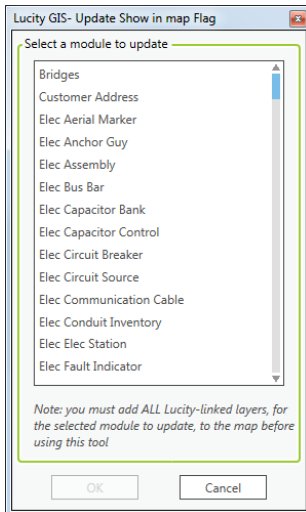 Lucity GIS- Update Show in map Flag
Select a module to update
Bridges
Customer Address
Elec Aerial Marker
Elec Anchor Guy
Elec Assembly
Elec Bus Bar
Elec Capacitor Bank
Elec Capacitor Control
Elec Circuit Breaker
Elec Circuit Source
Elec Communication Cable
Elec Conduit Inventory
Elec Elec Station
Elec Fault Indicator
Note: you must add ALL Lucity-linked layers, for
the selected module to update, to the map before
using this tool
OK Cancel